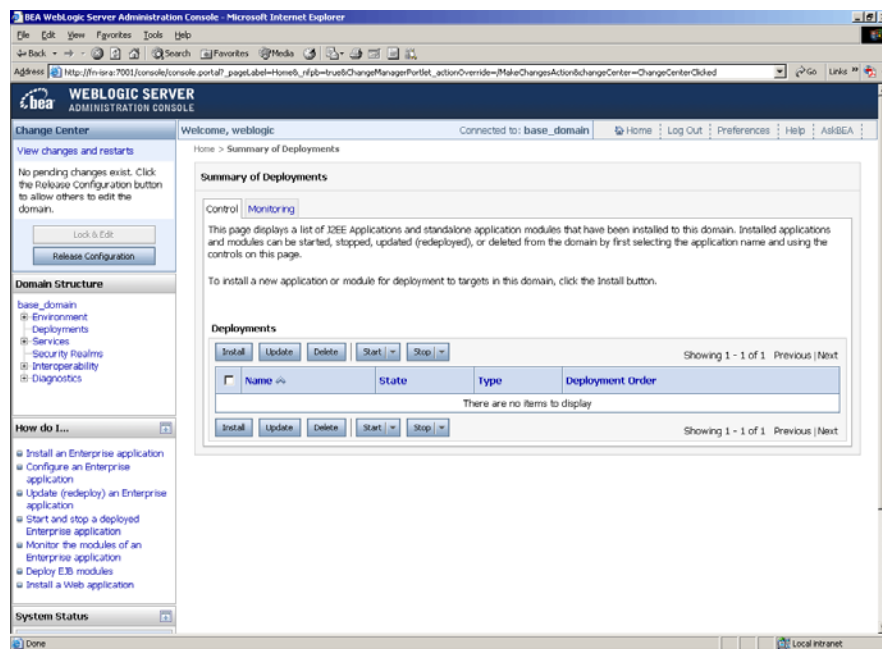 BEA WebLogic Server Administration Console - Microsoft Internet Explorer
File Edit View Favorites Tools Help
Back Search Favorites Media
Address http://fn-isra:7001/console/console.portal?_pageLabel=Home&_nfpb=true&ChangeManagerPortlet_actionOverride=/MakeChangesAction&changeCenter=ChangeCenterClicked Go Links »
bea WEBLOGIC SERVER
ADMINISTRATION CONSOLE
Change Center
View changes and restarts
No pending changes exist. Click
the Release Configuration button
to allow others to edit the
domain.
Lock & Edit
Release Configuration
Domain Structure
base_domain
Environment
Deployments
Services
Security Realms
Interoperability
Diagnostics
How do I...
Install an Enterprise application
Configure an Enterprise
application
Update (redeploy) an Enterprise
application
Start and stop a deployed
Enterprise application
Monitor the modules of an
Enterprise application
Deploy EJB modules
Install a Web application
System Status
Welcome, weblogic
Connected to: base_domain
Home Log Out Preferences Help AskBEA
Home > Summary of Deployments
Summary of Deployments
Control Monitoring
This page displays a list of J2EE Applications and standalone application modules that have been installed to this domain. Installed applications
and modules can be started, stopped, updated (redeployed), or deleted from the domain by first selecting the application name and using the
controls on this page.
To install a new application or module for deployment to targets in this domain, click the Install button.
Deployments
Install Update Delete Start Stop
Showing 1 - 1 of 1 Previous | Next
Name State Type Deployment Order
There are no items to display
Install Update Delete Start Stop
Showing 1 - 1 of 1 Previous | Next
Done
Local intranet